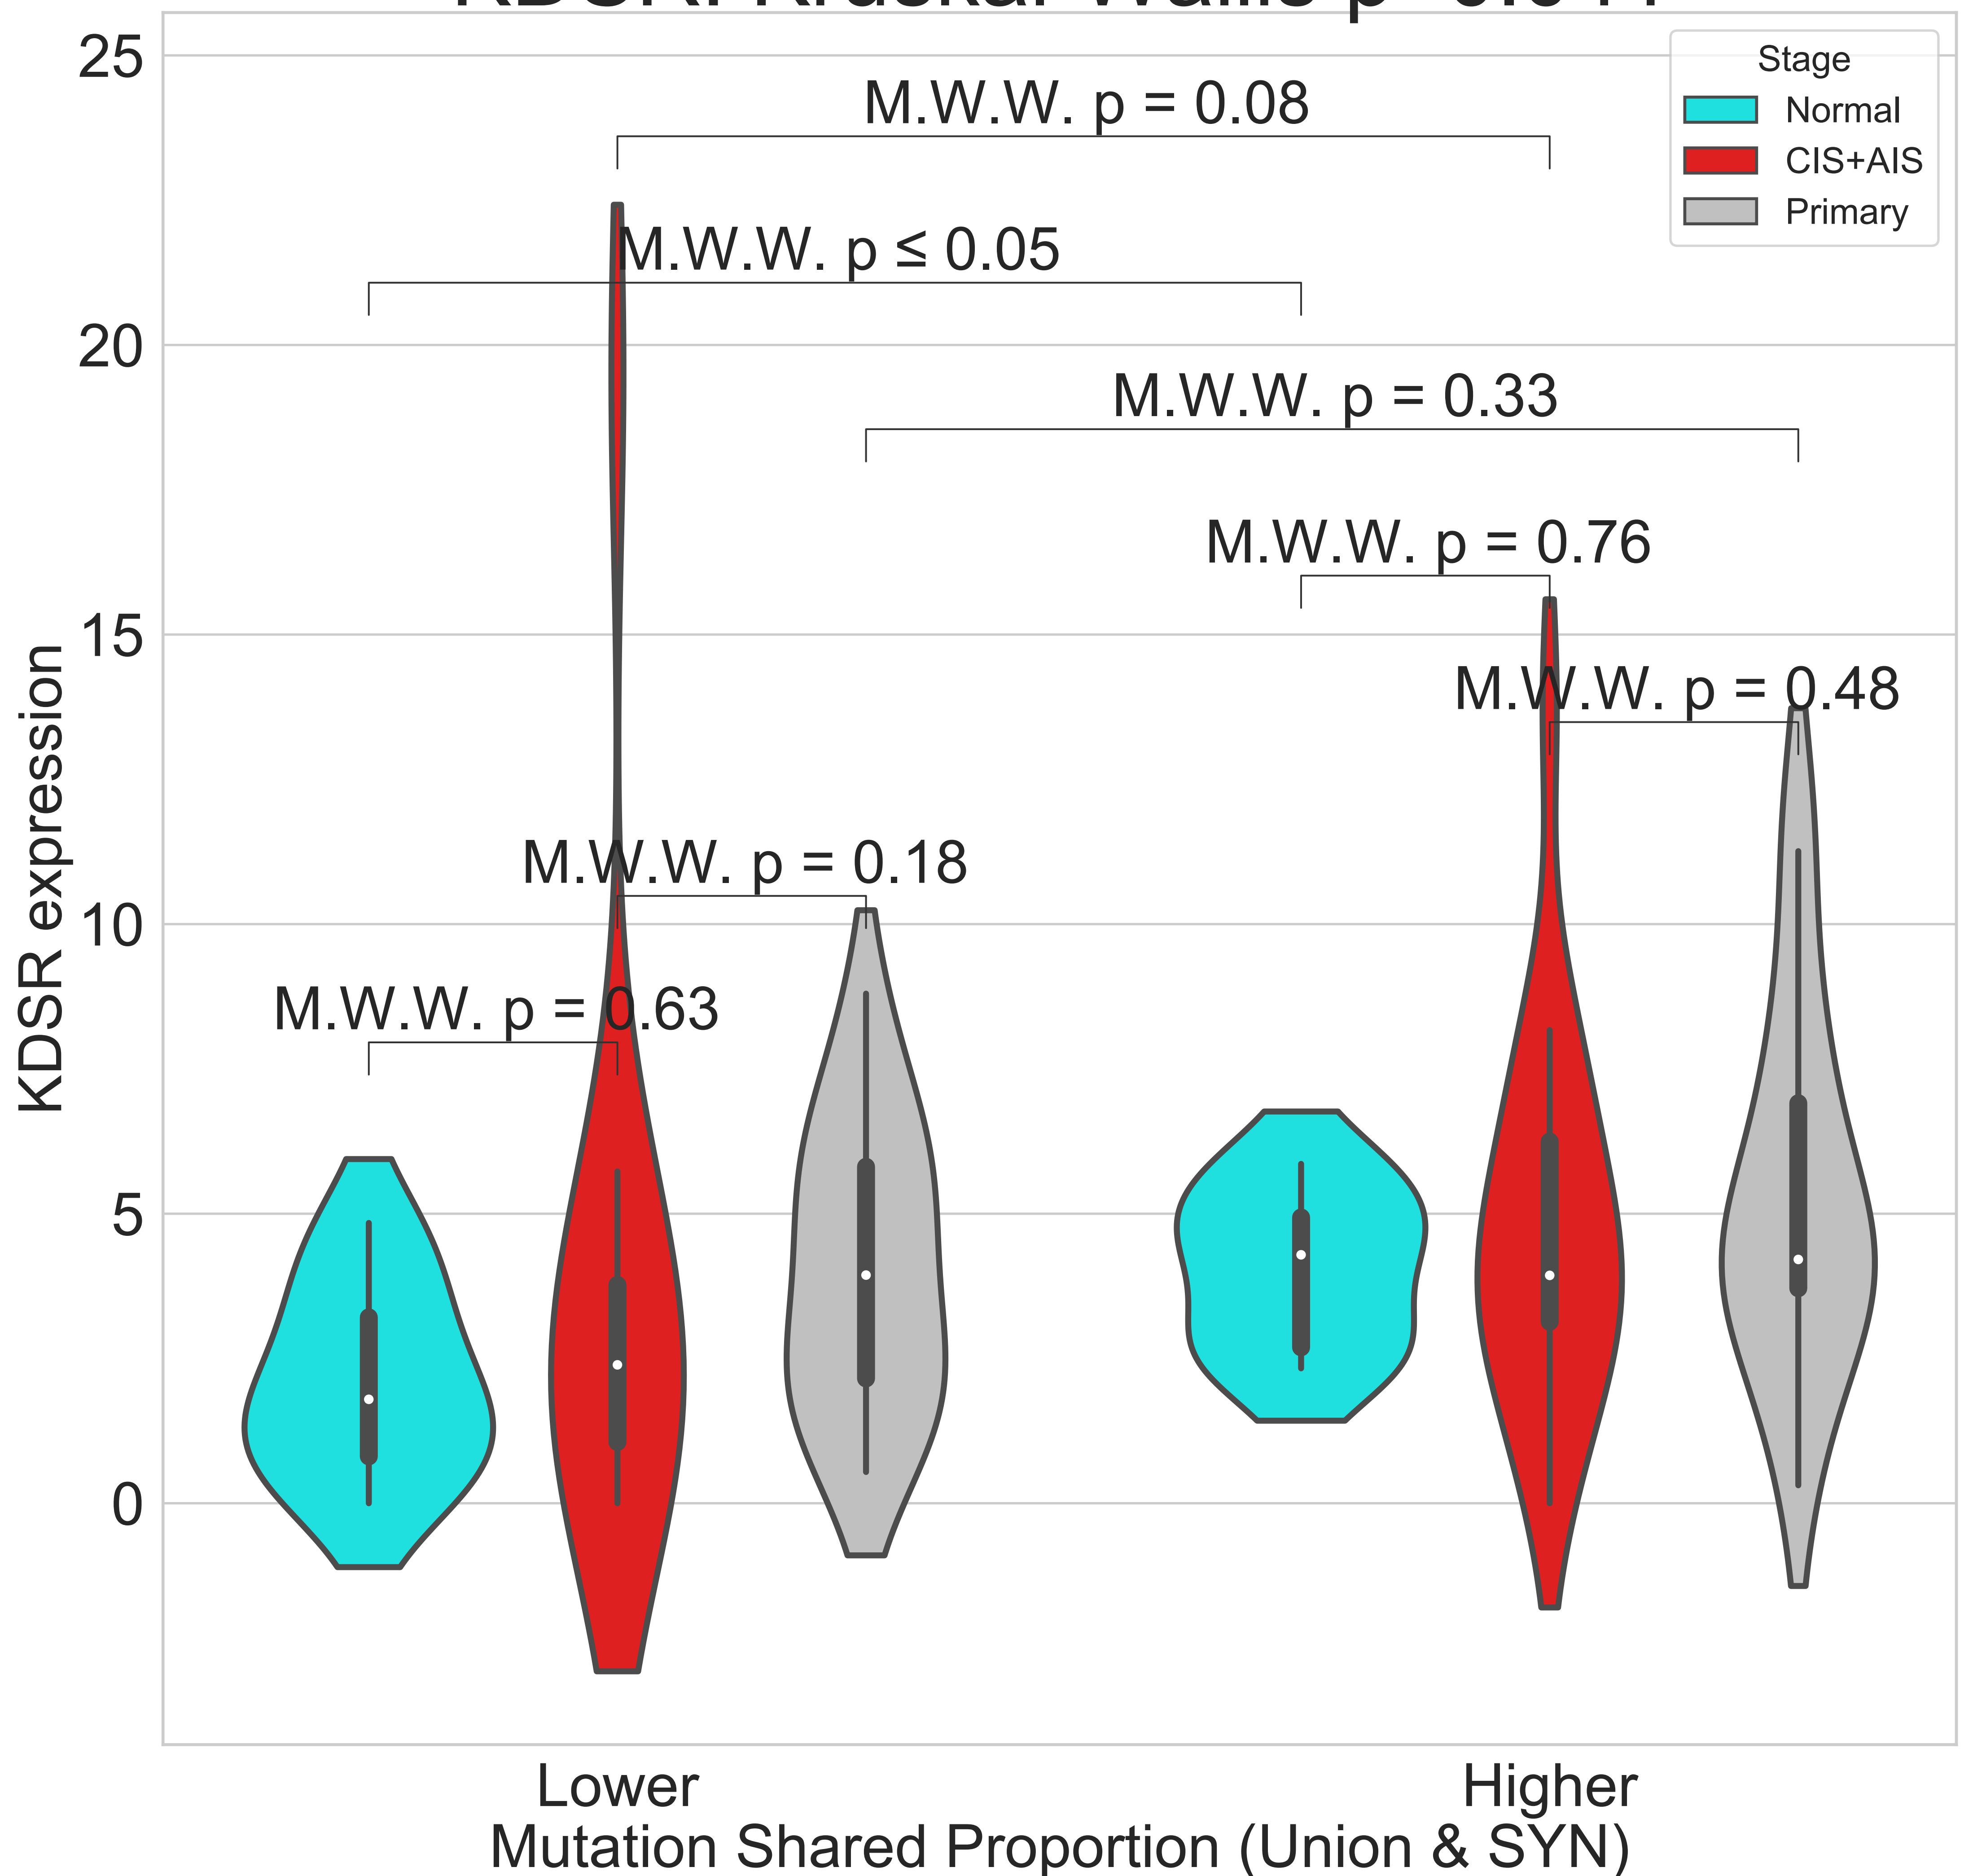 25
M.W.W. p = 0.08
Stage
Normal
CIS+AIS
Primary
M.W.W. p ≤ 0.05
20
M.W.W. p = 0.33
M.W.W. p = 0.76
15
M.W.W. p = 0.48
M.W.W. p = 0.18
10
M.W.W. p = 0.63
5
0
KDSR expression
Lower
Higher
Mutation Shared Proportion (Union & SYN)